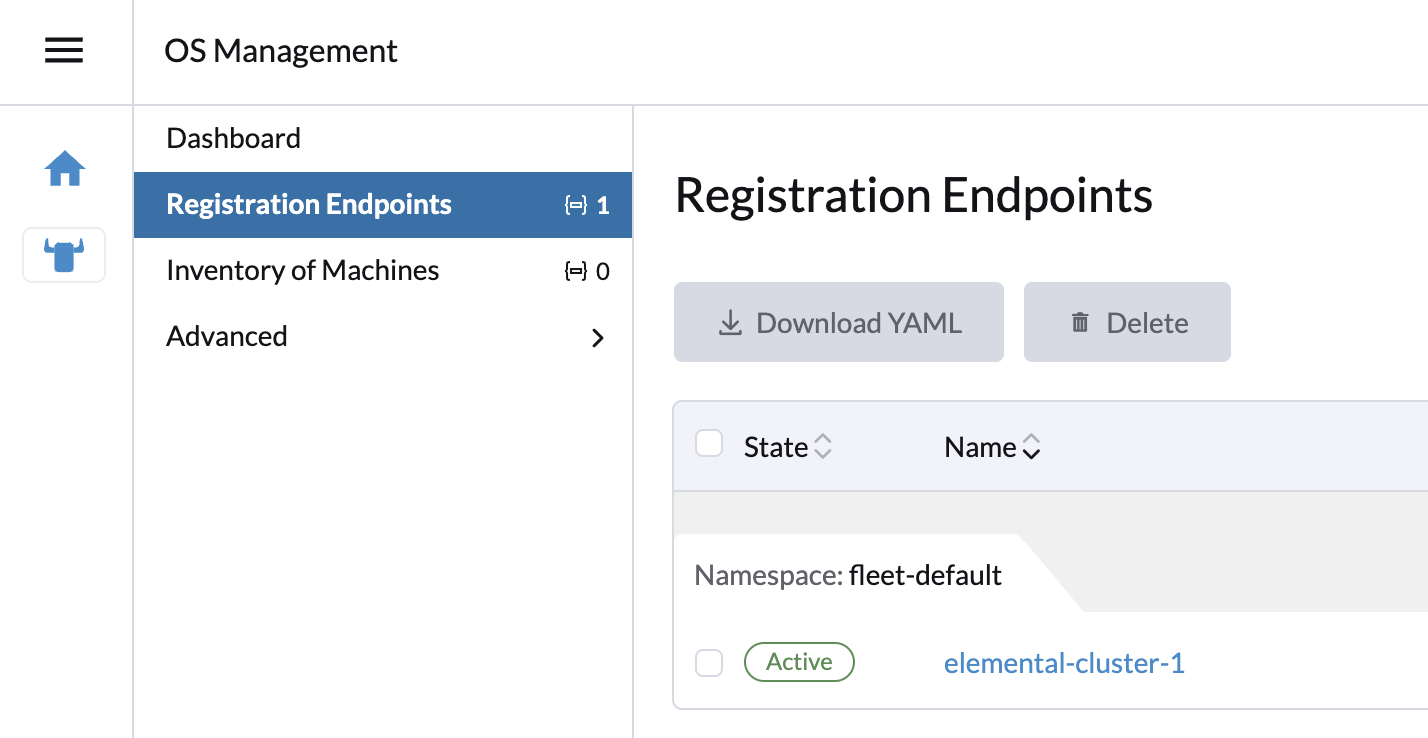 OS Management
Dashboard
Registration Endpoints 1
Inventory of Machines 0
Advanced
Registration Endpoints
Download YAML Delete
State Name
Namespace: fleet-default
Active elemental-cluster-1